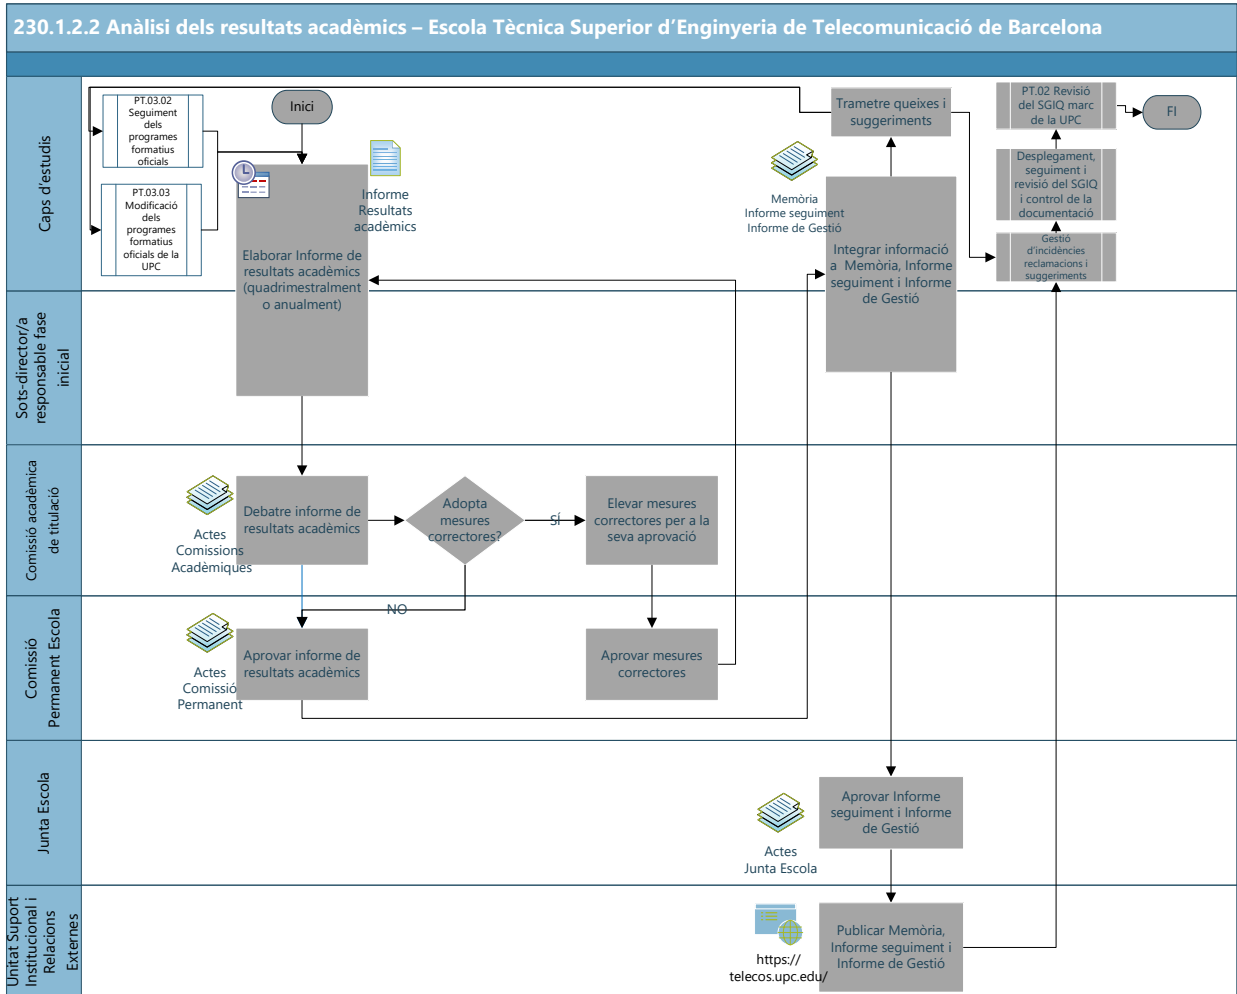 230.1.2.2 Anàlisi dels resultats acadèmics – Escola Tècnica Superior d'Enginyeria de Telecomunicació de Barcelona
Caps d'estudis
PT.03.02
Seguiment
dels
programes
formatius
oficials
Inici
PT.03.03
Modificació
dels
programes
formatius
oficials de la
UPC
Informe
Resultats
acadèmics
Elaborar Informe de
resultats acadèmics
(quadrimestralment
o anualment)
Trametre queixes i
suggeriments
Memòria
Informe seguiment
Informe de Gestió
Integrar informació
a Memòria, Informe
seguiment i Informe
de Gestió
PT.02 Revisió
del SGIQ marc
de la UPC
FI
Desplegament,
seguiment i
revisió del SGIQ
i control de la
documentació
Gestió
d'incidències
reclamacions i
suggeriments
Sots-director/a
responsable fase
inicial
Comissió acadèmica
de titulació
Actes
Comissions
Acadèmiques
Debatre informe de
resultats acadèmics
Adopta
mesures
correctores?
SÍ
Elevar mesures
correctores per a la
seva aprovació
NO
Comissió
Permanent Escola
Actes
Comissió
Permanent
Aprovar informe de
resultats acadèmics
Aprovar mesures
correctores
Junta Escola
Actes
Junta Escola
Aprovar Informe
seguiment i Informe
de Gestió
Unitat Suport
Institucional i
Relacions
Externes
https://
telecos.upc.edu/
Publicar Memòria,
Informe seguiment i
Informe de Gestió